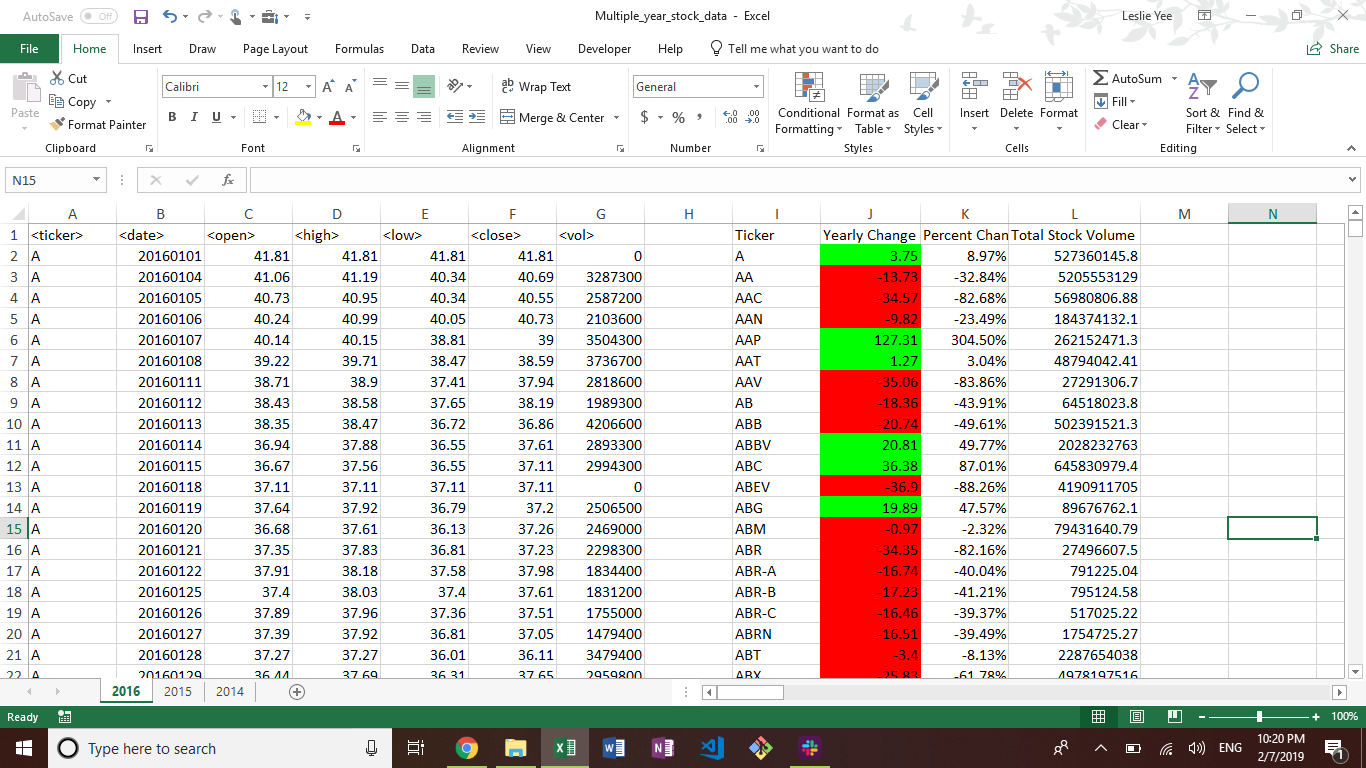 AutoSave Off Multiple_year_stock_data - Excel Leslie Yee
File Home Insert Draw Page Layout Formulas Data Review View Developer Help Tell me what you want to do Share
Paste Cut Copy Format Painter Clipboard
Calibri 12 A A B I U A Font
Wrap Text Merge & Center Alignment
General $ % , Number
Conditional Formatting Format as Table Cell Styles Styles
Insert Delete Format Cells
AutoSum Fill Clear Sort & Filter Find & Select Editing
N15 fx
A B C D E F G H I J K L M N
1 <ticker> <date> <open> <high> <low> <close> <vol> Ticker Yearly Change Percent Chan Total Stock Volume
2 A 20160101 41.81 41.81 41.81 41.81 0 A 3.75 8.97% 527360145.8
3 A 20160104 41.06 41.19 40.34 40.69 3287300 AA -13.73 -32.84% 5205553129
4 A 20160105 40.73 40.95 40.34 40.55 2587200 AAC -34.57 -82.68% 56980806.88
5 A 20160106 40.24 40.99 40.05 40.73 2103600 AAN -9.82 -23.49% 184374132.1
6 A 20160107 40.14 40.15 38.81 39 3504300 AAP 127.31 304.50% 262152471.3
7 A 20160108 39.22 39.71 38.47 38.59 3736700 AAT 1.27 3.04% 48794042.41
8 A 20160111 38.71 38.9 37.41 37.94 2818600 AAV -35.06 -83.86% 27291306.7
9 A 20160112 38.43 38.58 37.65 38.19 1989300 AB -18.36 -43.91% 64518023.8
10 A 20160113 38.35 38.47 36.72 36.86 4206600 ABB -20.74 -49.61% 502391521.3
11 A 20160114 36.94 37.88 36.55 37.61 2893300 ABBV 20.81 49.77% 2028232763
12 A 20160115 36.67 37.56 36.55 37.11 2994300 ABC 36.38 87.01% 645830979.4
13 A 20160118 37.11 37.11 37.11 37.11 0 ABEV -36.9 -88.26% 4190911705
14 A 20160119 37.64 37.92 36.79 37.2 2506500 ABG 19.89 47.57% 89676762.1
15 A 20160120 36.68 37.61 36.13 37.26 2469000 ABM -0.97 -2.32% 79431640.79
16 A 20160121 37.35 37.83 36.81 37.23 2298300 ABR -34.35 -82.16% 27496607.5
17 A 20160122 37.91 38.18 37.58 37.98 1834400 ABR-A -16.74 -40.04% 791225.04
18 A 20160125 37.4 38.03 37.4 37.61 1831200 ABR-B -17.23 -41.21% 795124.58
19 A 20160126 37.89 37.96 37.36 37.51 1755000 ABR-C -16.46 -39.37% 517025.22
20 A 20160127 37.39 37.92 36.81 37.05 1479400 ABRN -16.51 -39.49% 1754725.27
21 A 20160128 37.27 37.27 36.01 36.11 3479400 ABT -3.4 -8.13% 2287654038
22 A 20160129 36.44 37.69 36.31 37.65 2959800 ABX -25.83 -61.78% 4978197516
2016 2015 2014
Ready 100%
Type here to search ENG 10:20 PM
2/7/2019 1